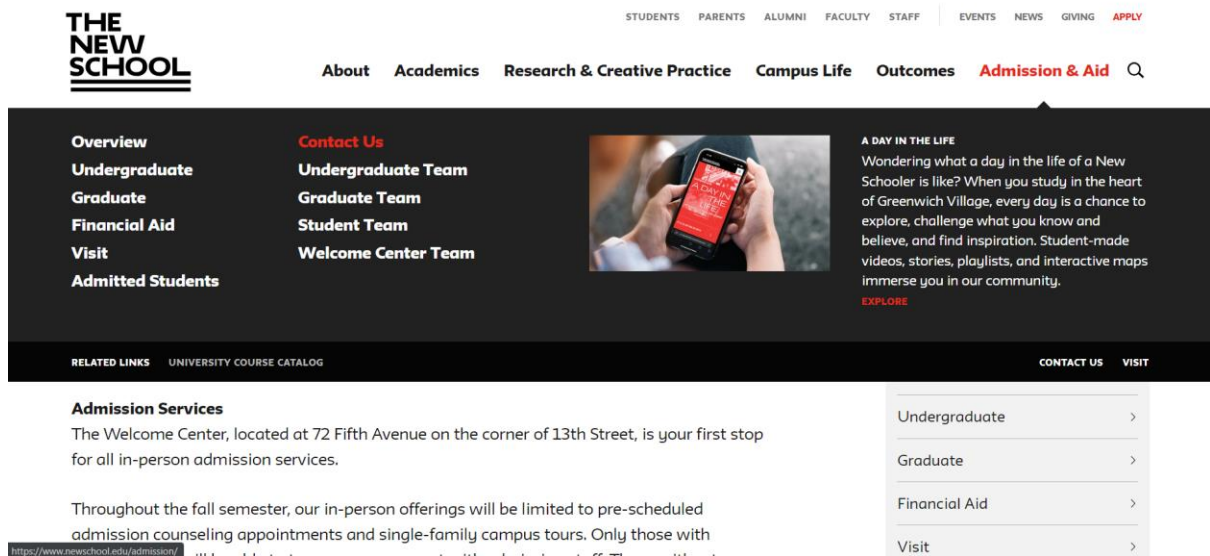 THE
NEW
SCHOOL
STUDENTS PARENTS ALUMNI FACULTY STAFF EVENTS NEWS GIVING APPLY
About Academics Research & Creative Practice Campus Life Outcomes Admission & Aid
Overview
Undergraduate
Graduate
Financial Aid
Visit
Admitted Students
Contact Us
Undergraduate Team
Graduate Team
Student Team
Welcome Center Team
A DAY IN
THE
LIFE
A DAY IN THE LIFE
Wondering what a day in the life of a New
Schooler is like? When you study in the heart
of Greenwich Village, every day is a chance to
explore, challenge what you know and
believe, and find inspiration. Student-made
videos, stories, playlists, and interactive maps
immerse you in our community.
EXPLORE
RELATED LINKS UNIVERSITY COURSE CATALOG
CONTACT US VISIT
Admission Services
The Welcome Center, located at 72 Fifth Avenue on the corner of 13th Street, is your first stop
for all in-person admission services.
Throughout the fall semester, our in-person offerings will be limited to pre-scheduled
admission counseling appointments and single-family campus tours. Only those with
https://www.newschool.edu/admission/
Undergraduate
Graduate
Financial Aid
Visit